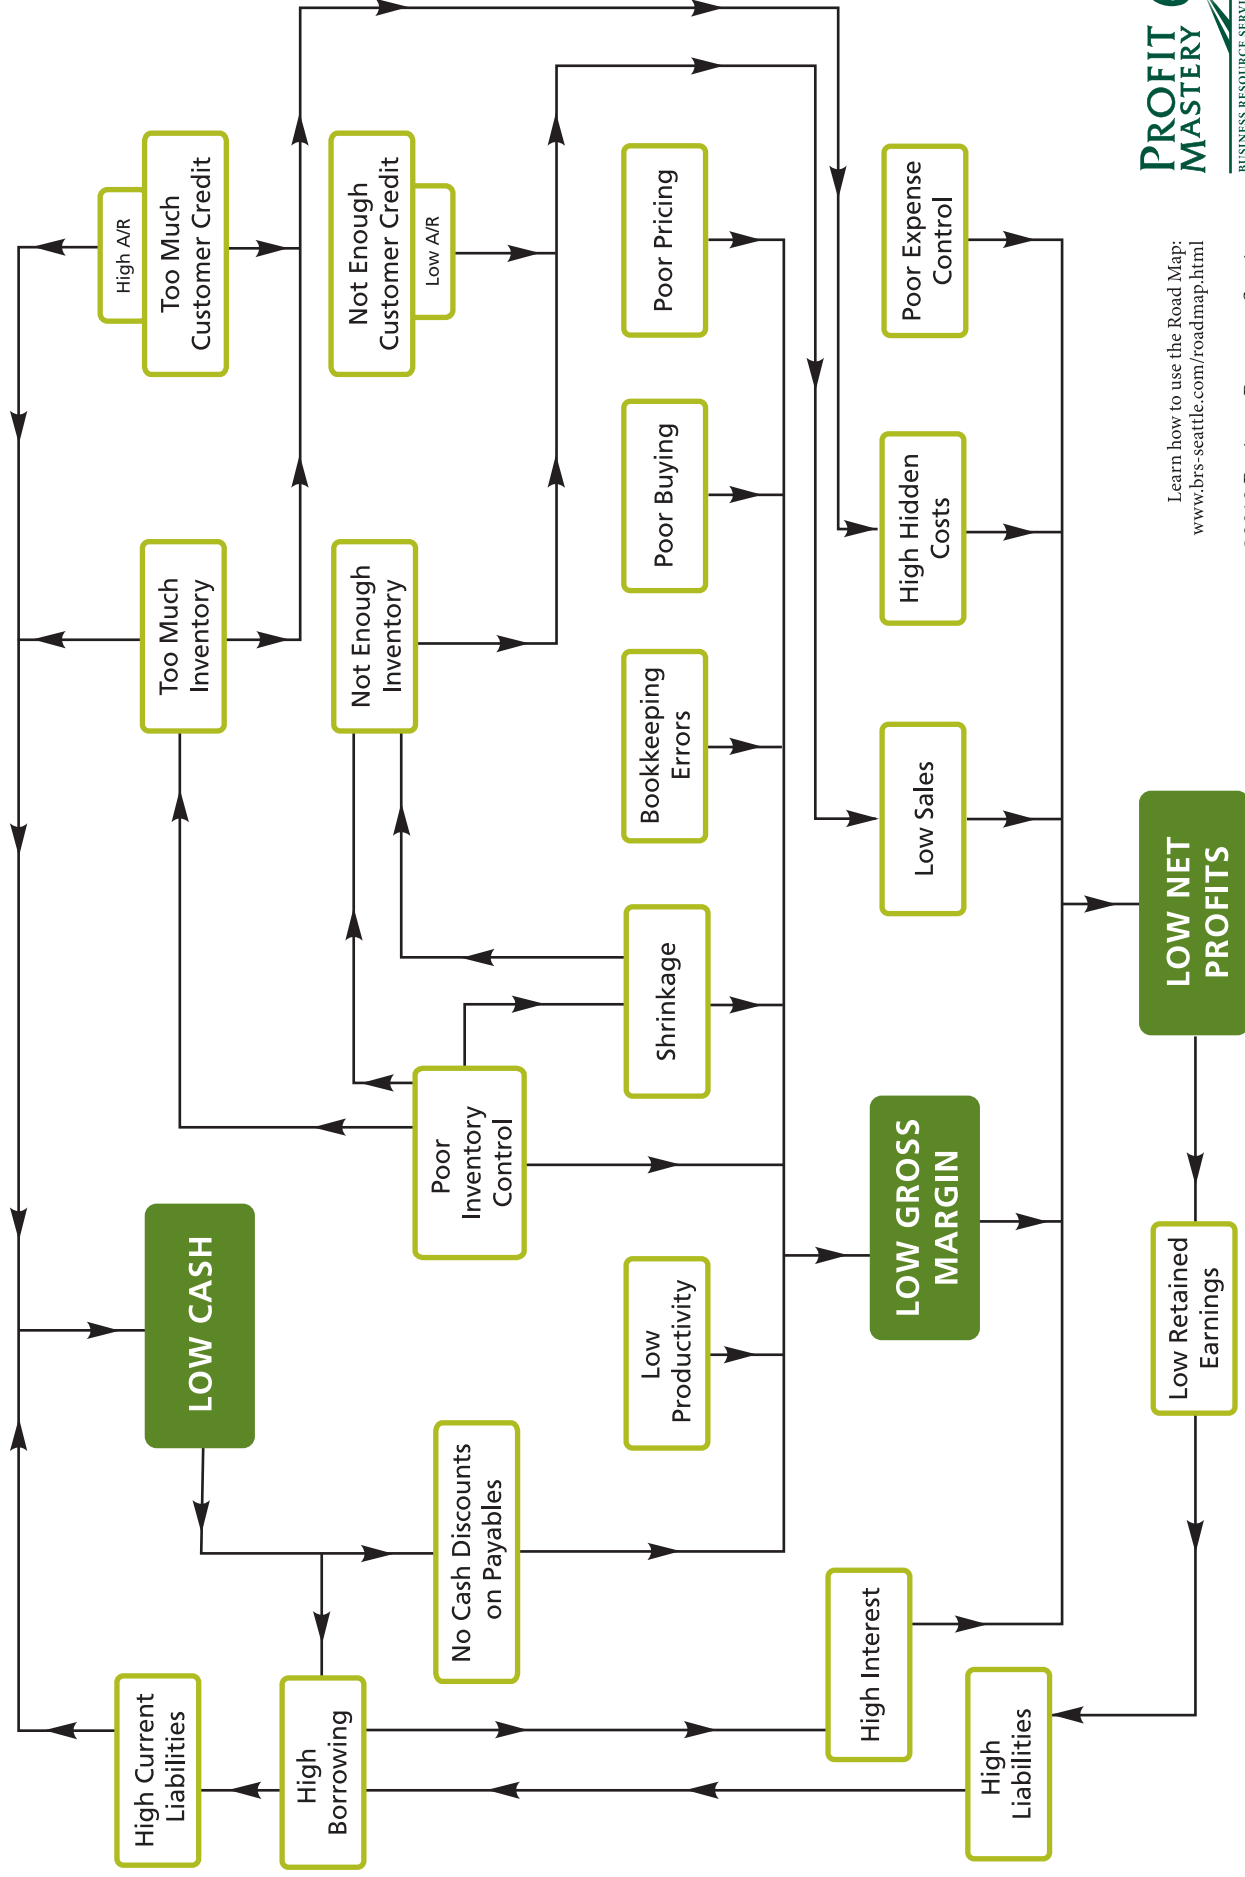 High Current
Liabilities
High
Borrowing
LOW CASH
Too Much
Inventory
High A/R
Too Much
Customer Credit
Not Enough
Inventory
Not Enough
Customer Credit
Low A/R
No Cash Discounts
on Payables
Poor
Inventory
Control
Low
Productivity
Shrinkage
Bookkeeping
Errors
Poor Buying
Poor Pricing
High Interest
LOW GROSS
MARGIN
Low Sales
High Hidden
Costs
Poor Expense
Control
High
Liabilities
Low Retained
Earnings
LOW NET
PROFITS
Learn how to use the Road Map:
www.brs-seattle.com/roadmap.html
PROFIT
MASTERY
BUSINESS RESOURCE